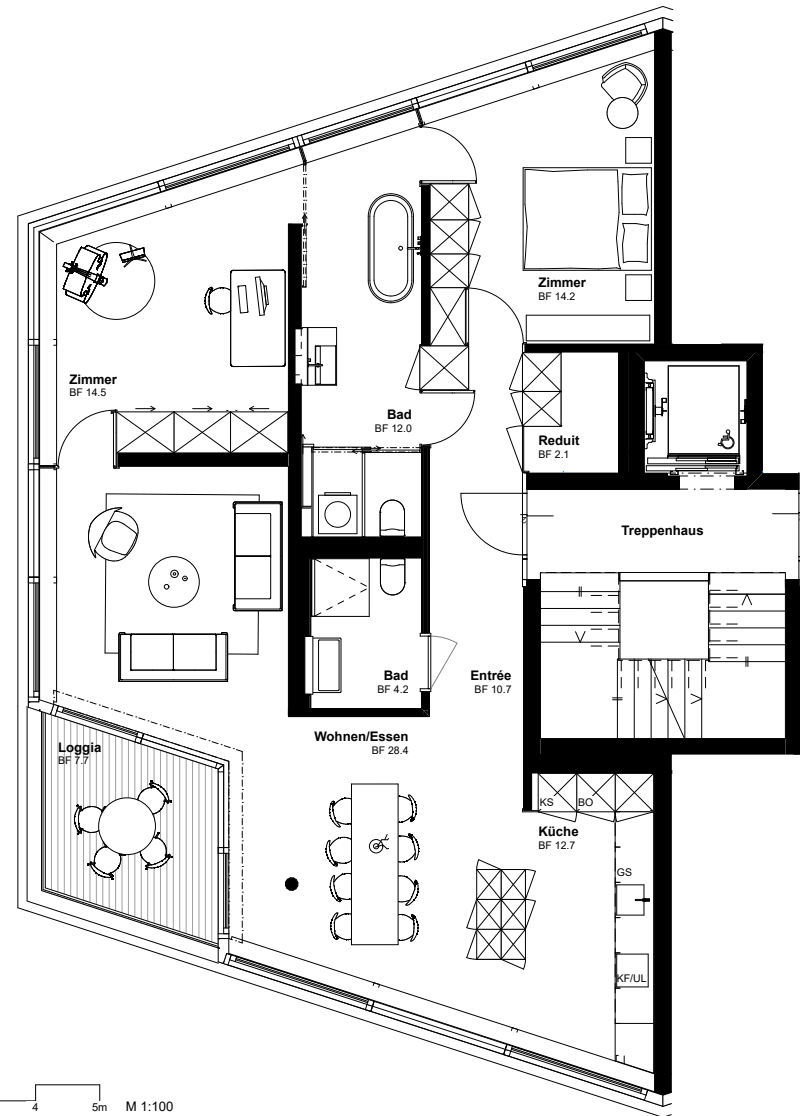 Zimmer
BF 14.2
Zimmer
BF 14.5
Bad
BF 12.0
Reduit
BF 2.1
Treppenhaus
Bad
BF 4.2
Entrée
BF 10.7
Wohnen/Essen
BF 28.4
Loggia
BF 7.7
KS
BO
Küche
BF 12.7
GS
KF/UL
4
5m
M 1:100